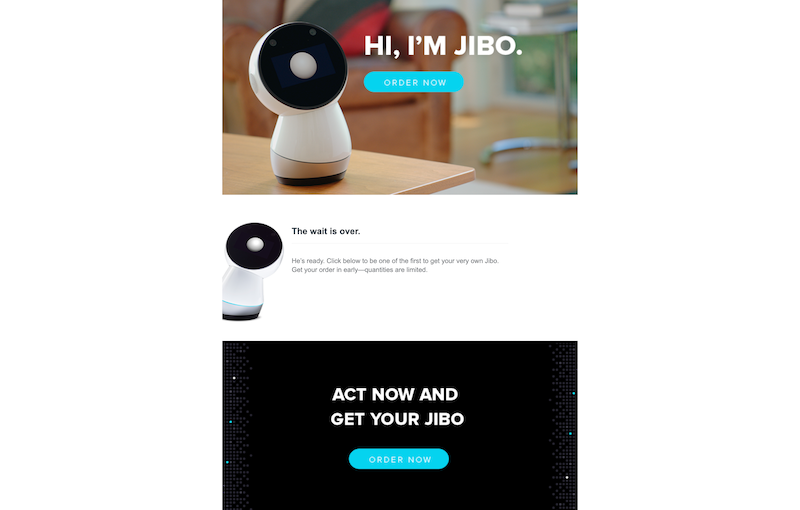 HI, I’M JIBO.
ORDER NOW
The wait is over.
He’s ready. Click below to be one of the first to get your very own Jibo.
Get your order in early—quantities are limited.
ACT NOW AND
GET YOUR JIBO
ORDER NOW